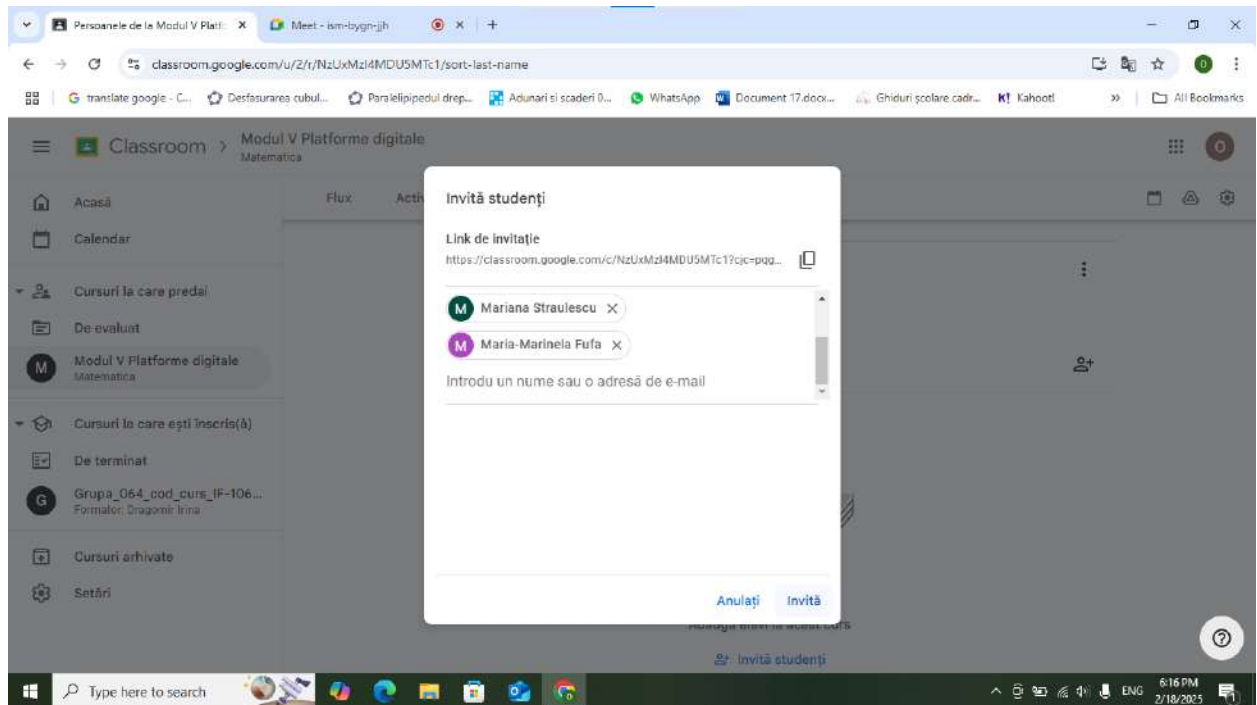 Persoanele de la Modul V Platf
Meet - ism-bygn-jjh
classroom.google.com/u/2/r/NzUxMzI4MDU5MTc1/sort-last-name
translate google - C...
Desfasurarea cubul...
Paralelipipedul drep...
Adunari si scaderi 0...
WhatsApp
Document 17.docx...
Ghiduri școlare cadr...
Kahoot!
All Bookmarks
Classroom
Modul V Platforme digitale
Matematica
Acasă
Calendar
Cursuri la care predai
De evaluat
M
Modul V Platforme digitale
Matematica
Cursuri la care ești înscris(ă)
De terminat
G
Grupa_064_cod_curs_IF-106...
Formator: Dragomir Irina
Cursuri arhivate
Setări
Flux
Activ
Invită studenți
Link de invitație
https://classroom.google.com/c/NzUxMzI4MDU5MTc1?cjc=pqg...
M Mariana Straulescu
M Maria-Marinela Fufa
Introdu un nume sau o adresă de e-mail
Anulați Invită
Invită studenți
Type here to search
ENG
6:16 PM
2/18/2025